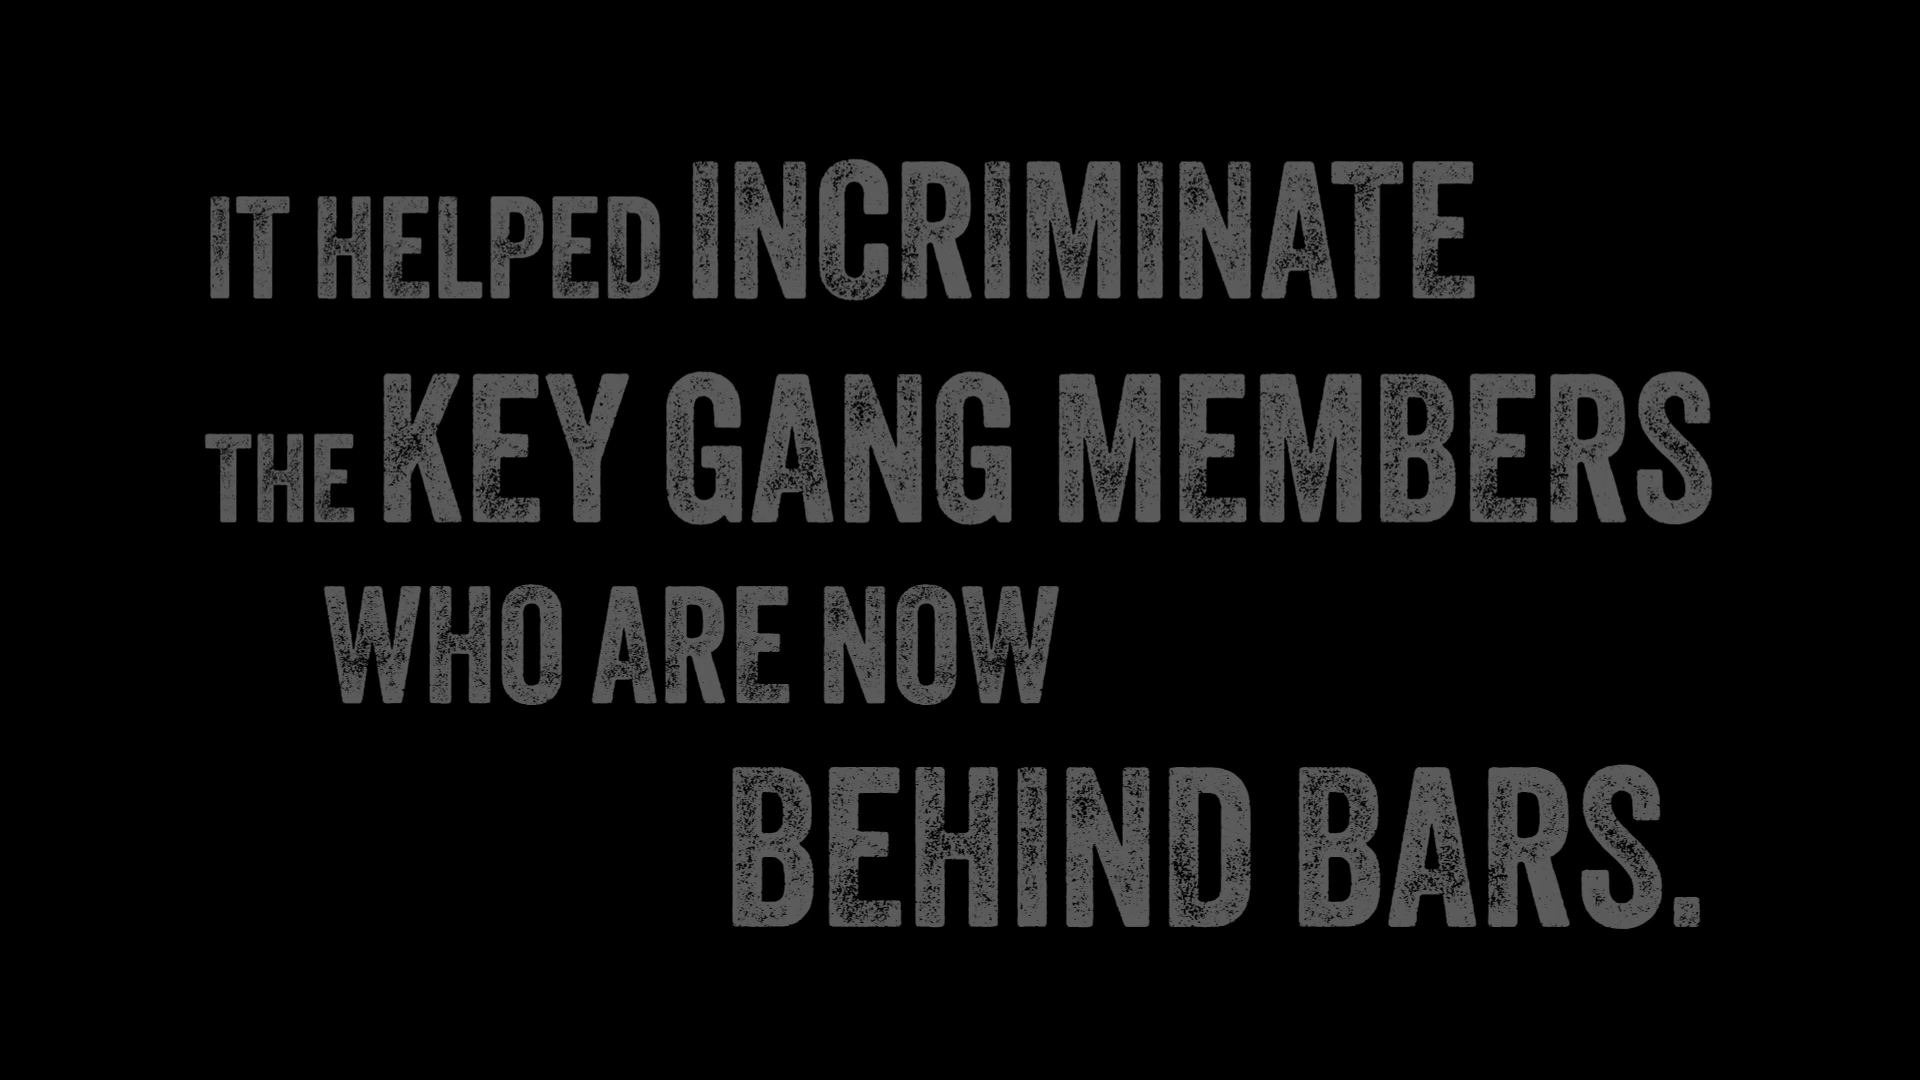 IT HELPED INCRIMINATE
THE KEY GANG MEMBERS
WHO ARE NOW
BEHIND BARS.